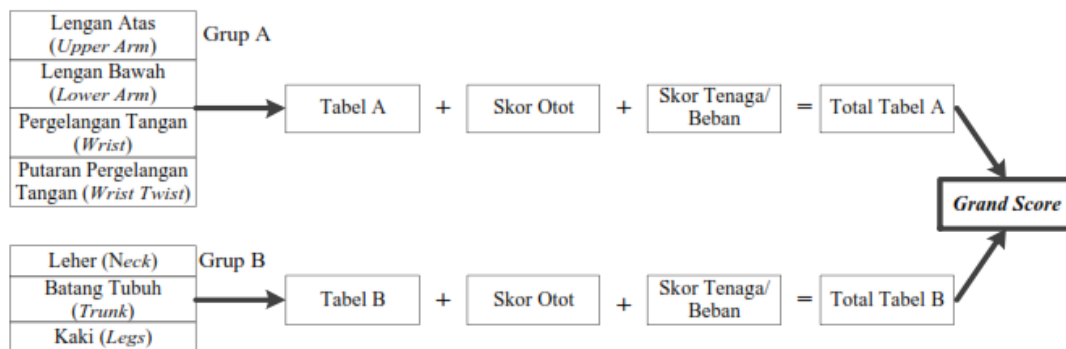 Lengan Atas
(Upper Arm)
Grup A
Lengan Bawah
(Lower Arm)
Pergelangan Tangan
(Wrist)
Putaran Pergelangan
Tangan (Wrist Twist)
Tabel A + Skor Otot + Skor Tenaga/
Beban = Total Tabel A
Grand Score
Leher (Neck)
Grup B
Batang Tubuh
(Trunk)
Kaki (Legs)
Tabel B + Skor Otot + Skor Tenaga/
Beban = Total Tabel B